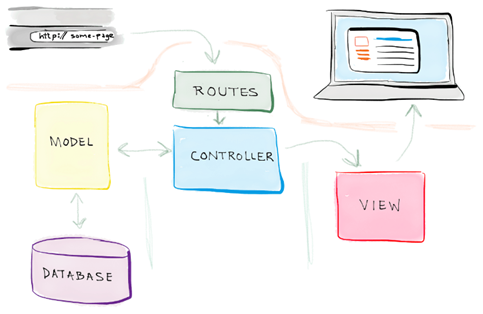 http:// some-page
ROUTES
MODEL
CONTROLLER
VIEW
DATABASE